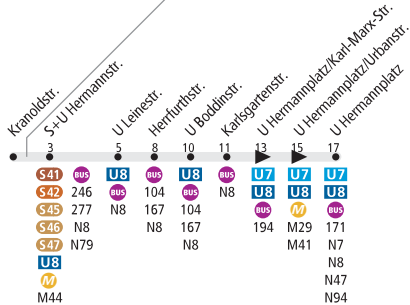 Kranoldstr.
S+U Hermannstr.
U Leinestr.
Herrfurthstr.
U Boddinstr.
Karlsgartenstr.
U Hermannplatz/Karl-Marx-Str.
U Hermannplatz/Urbanstr.
U Hermannplatz
3 5 8 10 11 13 15 17
S41 BUS U8 BUS U8 BUS U7 U7 U7
S42 246 BUS 104 BUS N8 U8 U8 U8
S45 277 N8 167 104 BUS M BUS
S46 N8 N8 167 194 M29 171
S47 N79 N8 M41 N7
U8 N8
M N47
M44 N94